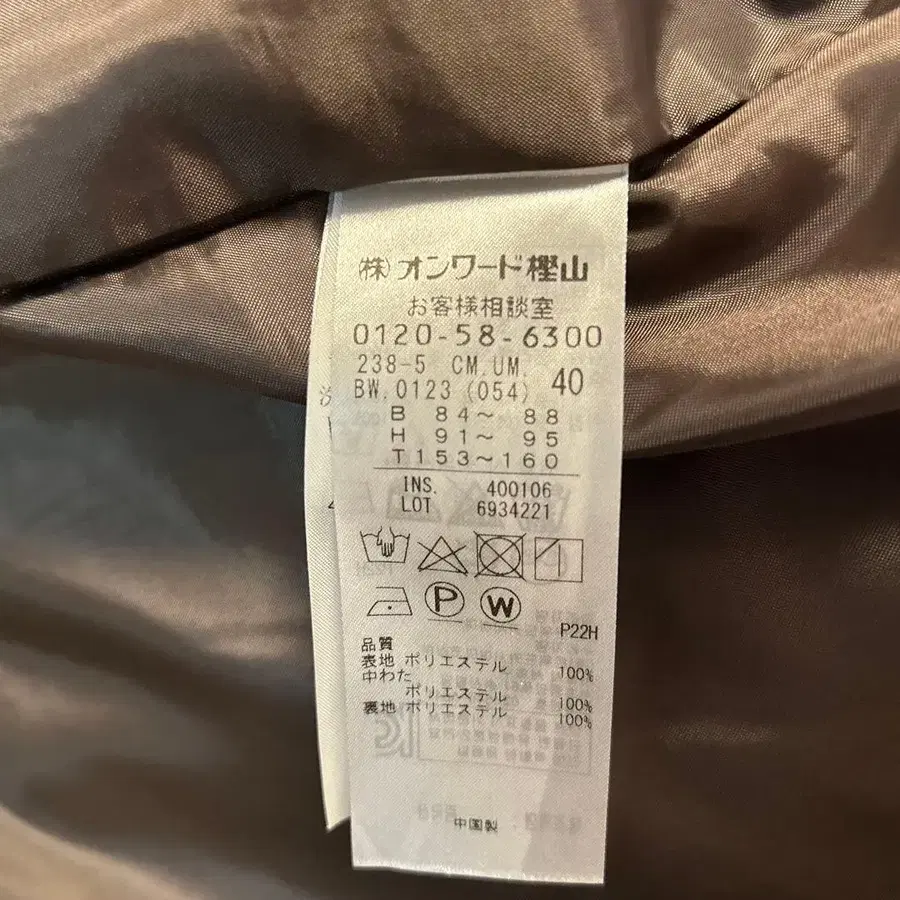 (株)オンワード樫山
お客様相談室
0120-58-6300
238-5 CM.UM.
BW.0123 (054) 40
B 84～ 88
H 91～ 95
T153～160
INS. 400106
LOT 6934221
P W
P22H
品質
表地 ポリエステル 100%
中わた
ポリエステル 100%
裏地 ポリエステル 100%
中国製